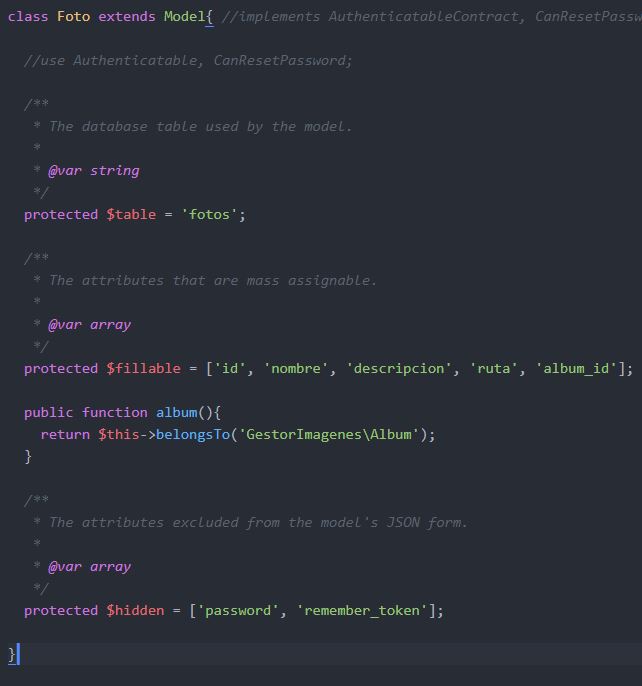 class Foto extends Model{ //implements AuthenticatableContract, CanResetPassw
//use Authenticatable, CanResetPassword;
/**
* The database table used by the model.
*
* @var string
*/
protected $table = 'fotos';
/**
* The attributes that are mass assignable.
*
* @var array
*/
protected $fillable = ['id', 'nombre', 'descripcion', 'ruta', 'album_id'];
public function album(){
return $this->belongsTo('GestorImagenes\Album');
}
/**
* The attributes excluded from the model's JSON form.
*
* @var array
*/
protected $hidden = ['password', 'remember_token'];
}